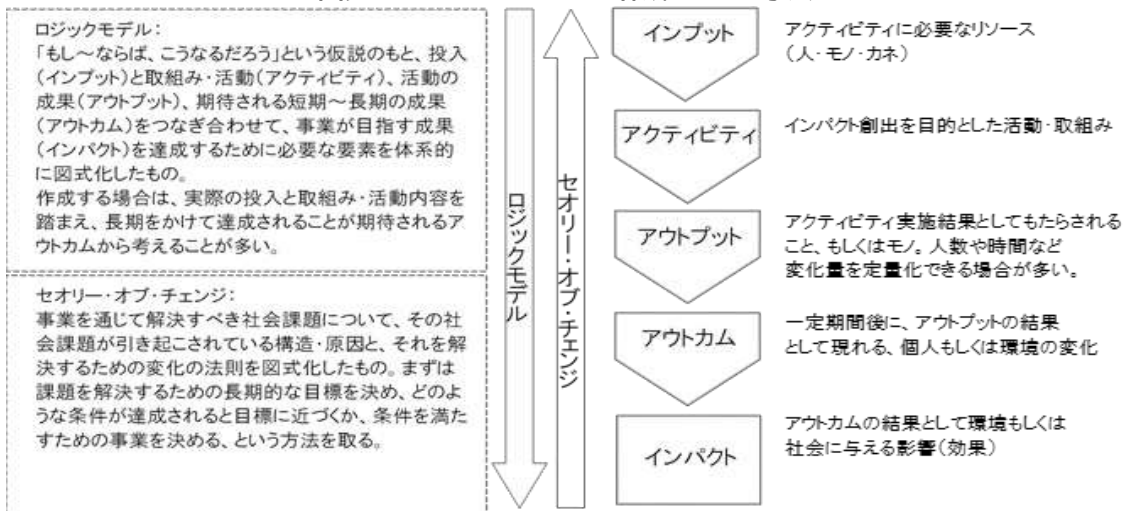 ロジックモデル：
「もし～ならば、こうなるだろう」という仮説のもと、投入
（インプット）と取組み・活動（アクティビティ）、活動の
成果（アウトプット）、期待される短期～長期の成果
（アウトカム）をつなぎ合わせて、事業が目指す成果
（インパクト）を達成するために必要な要素を体系的
に図式化したもの。
作成する場合は、実際の投入と取組み・活動内容を
踏まえ、長期をかけて達成されることが期待されるア
ウトカムから考えることが多い。
セオリー・オブ・チェンジ：
事業を通じて解決すべき社会課題について、その社
会課題が引き起こされている構造・原因と、それを解
決するための変化の法則を図式化したもの。まずは
課題を解決するための長期的な目標を決め、どのよ
うな条件が達成されると目標に近づくか、条件を満た
すための事業を決める、という方法を取る。
ロジックモデル
セオリー・オブ・チェンジ
インプット
アクティビティに必要なリソース
（人・モノ・カネ）
アクティビティ
インパクト創出を目的とした活動・取組み
アウトプット
アクティビティ実施結果としてもたらされる
こと、もしくはモノ。人数や時間など
変化量を定量化できる場合が多い。
アウトカム
一定期間後に、アウトプットの結果
として現れる、個人もしくは環境の変化
インパクト
アウトカムの結果として環境もしくは
社会に与える影響（効果）